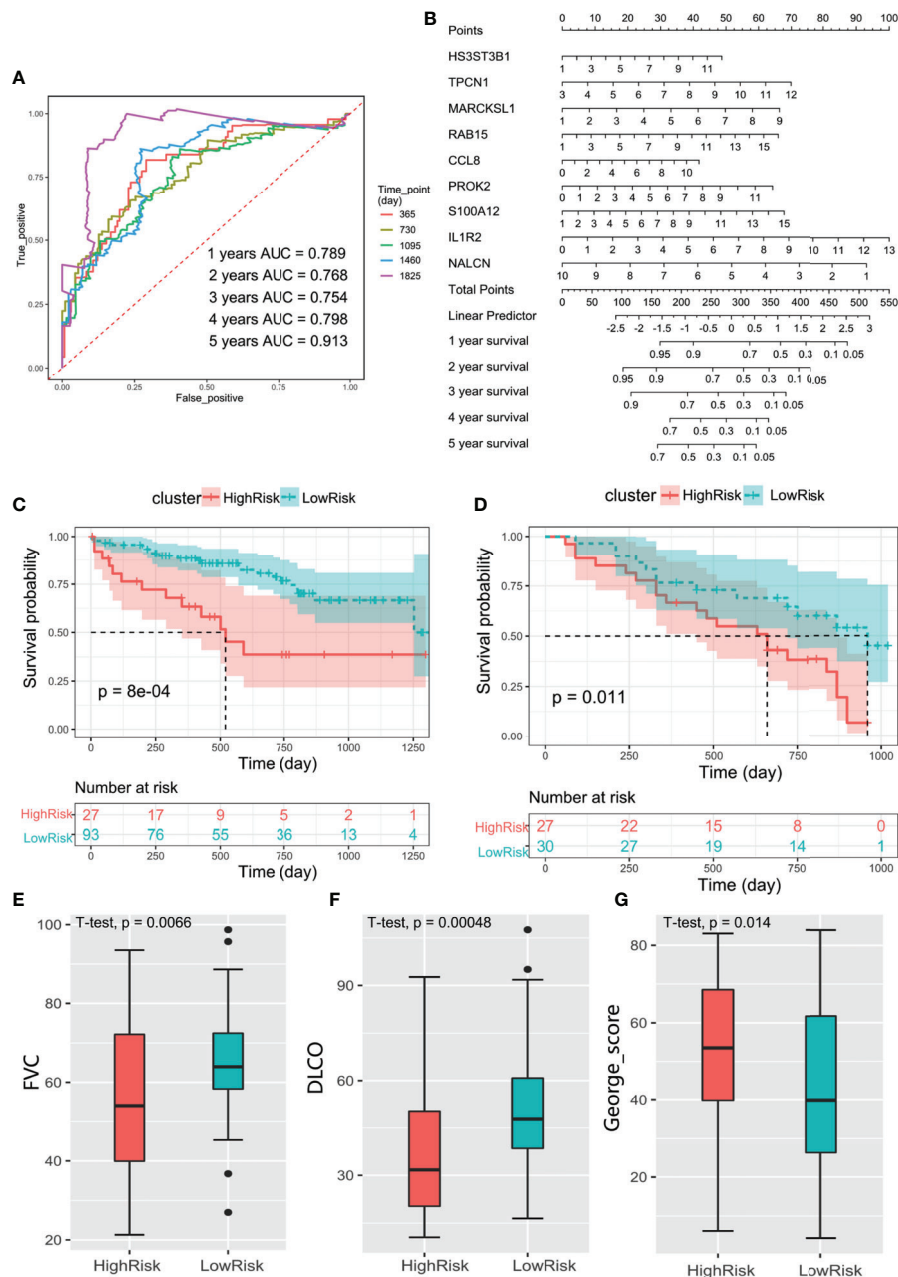 A
1.00
0.75
0.50
0.25
0.00
True_positive
0.00 0.25 0.50 0.75 1.00
False_positive
1 years AUC = 0.789
2 years AUC = 0.768
3 years AUC = 0.754
4 years AUC = 0.798
5 years AUC = 0.913
Time_point
(day)
365
730
1095
1460
1825
B
0 10 20 30 40 50 60 70 80 90 100
Points
HS3ST3B1
1 3 5 7 9 11
TPCN1
3 4 5 6 7 8 9 10 11 12
MARCKSL1
1 2 3 4 5 6 7 8 9
RAB15
1 3 5 7 9 11 13 15
CCL8
0 2 4 6 8 10
PROK2
0 1 2 3 4 5 6 7 8 9 11
S100A12
1 2 3 4 5 6 7 8 9 11 15
IL1R2
0 1 2 3 4 5 6 7 8 9 10 11 12 13
NALCN
10 9 8 7 6 5 4 3 2 1
Total Points
0 50 100 150 200 250 300 350 400 450 500 550
Linear Predictor
-2.5 -2 -1.5 -1 -0.5 0 0.5 1 1.5 2 2.5 3
1 year survival
0.95 0.9 0.7 0.5 0.3 0.1 0.05
2 year survival
0.95 0.9 0.7 0.5 0.3 0.1 0.05
3 year survival
0.9 0.7 0.5 0.3 0.1 0.05
4 year survival
0.7 0.5 0.3 0.1 0.05
5 year survival
0.7 0.5 0.3 0.1 0.05
C
cluster HighRisk LowRisk
1.00
0.75
0.50
0.25
0.00
Survival probability
p = 8e-04
0 250 500 750 1000 1250
Time (day)
Number at risk
HighRisk 27 17 9 5 2 1
LowRisk 93 76 55 36 13 4
0 250 500 750 1000 1250
Time (day)
D
cluster HighRisk LowRisk
1.00
0.75
0.50
0.25
0.00
Survival probability
p = 0.011
0 250 500 750 1000
Time (day)
Number at risk
HighRisk 27 22 15 8 0
LowRisk 30 27 19 14 1
0 250 500 750 1000
Time (day)
E
T-test, p = 0.0066
100
80
60
40
20
FVC
HighRisk LowRisk
F
T-test, p = 0.00048
90
60
30
DLCO
HighRisk LowRisk
G
T-test, p = 0.014
80
60
40
20
George_score
HighRisk LowRisk